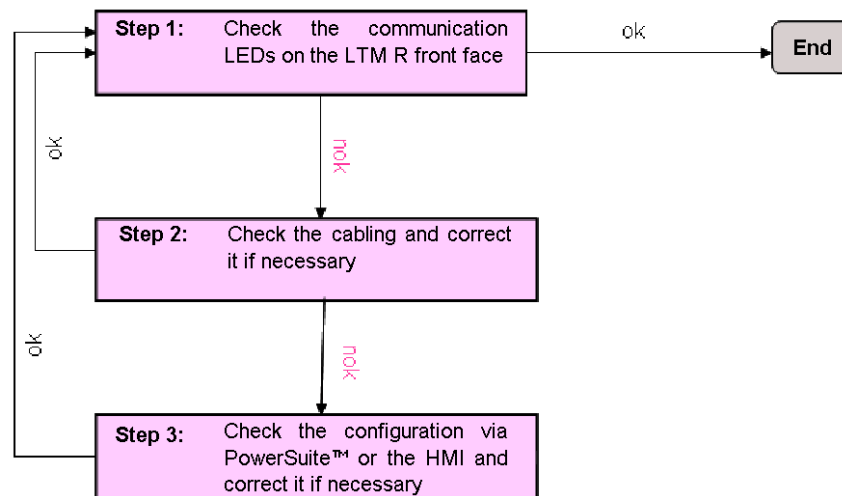 Step 1: Check the communication
LEDs on the LTM R front face
ok
End
ok
nok
Step 2: Check the cabling and correct
it if necessary
ok
nok
Step 3: Check the configuration via
PowerSuite™ or the HMI and
correct it if necessary